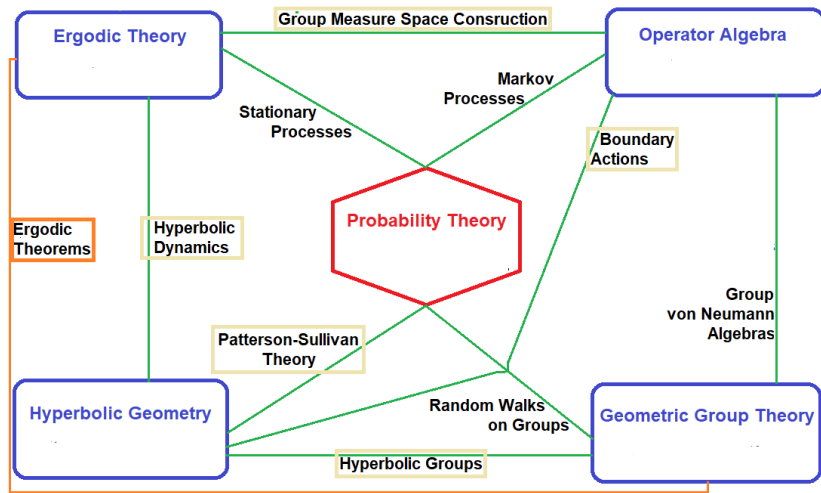 Group Measure Space Consruction
Ergodic Theory
Operator Algebra
Markov
Processes
Stationary
Processes
Boundary
Actions
Probability Theory
Ergodic
Theorems
Hyperbolic
Dynamics
Group
von Neumann
Algebras
Patterson-Sullivan
Theory
Hyperbolic Geometry
Random Walks
on Groups
Geometric Group Theory
Hyperbolic Groups